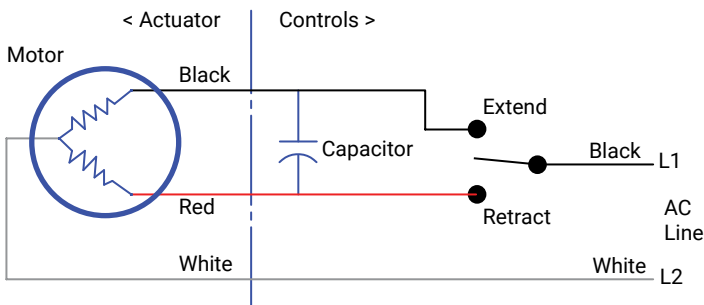 < Actuator
Controls >
Motor
Black
Extend
Capacitor
Black
L1
Red
Retract
AC
Line
White
White
L2